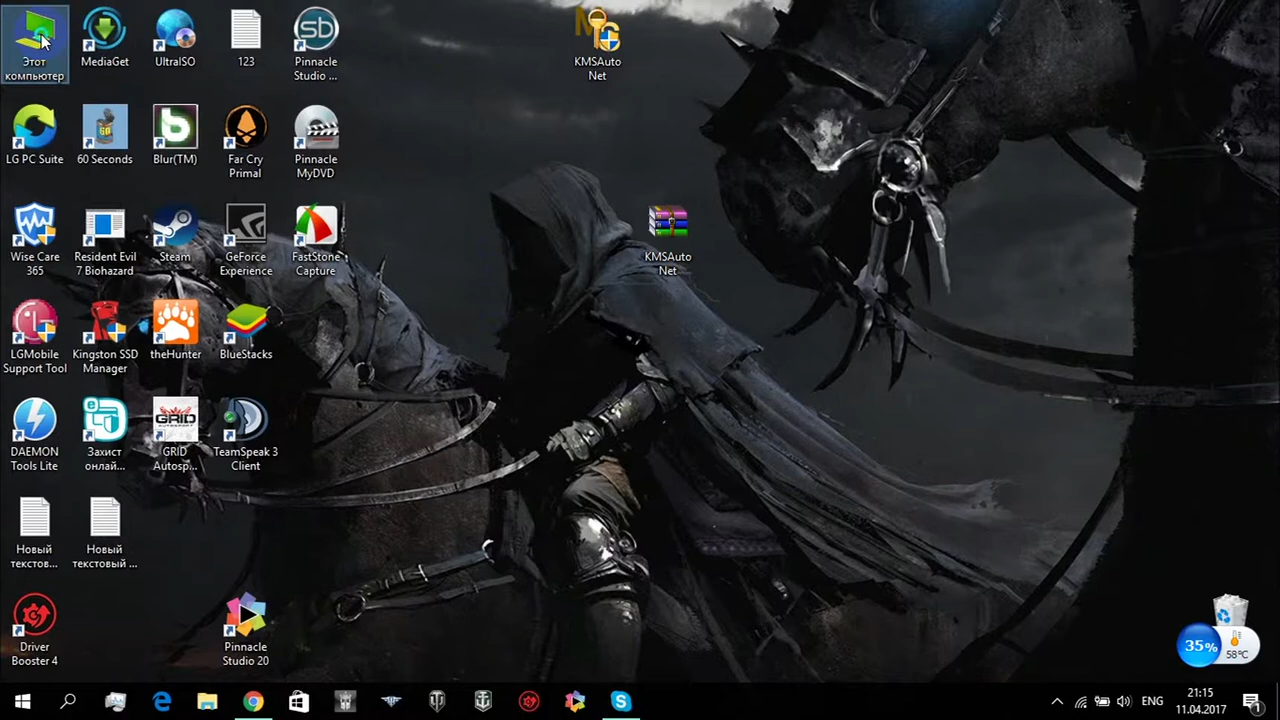 Этот
компьютер
MediaGet
UltraISO
123
Pinnacle
Studio ...
KMSAuto
Net
LG PC Suite
60 Seconds
Blur(TM)
Far Cry
Primal
Pinnacle
MyDVD
Wise Care
365
Resident Evil
7 Biohazard
Steam
GeForce
Experience
FastStone
Capture
KMSAuto
Net
LGMobile
Support Tool
Kingston SSD
Manager
theHunter
BlueStacks
DAEMON
Tools Lite
Захист
онлай...
GRID
Autosp...
TeamSpeak 3
Client
Новый
текстов...
Новый
текстовый ...
Driver
Booster 4
Pinnacle
Studio 20
35%
58°C
ENG
21:15
11.04.2017
1